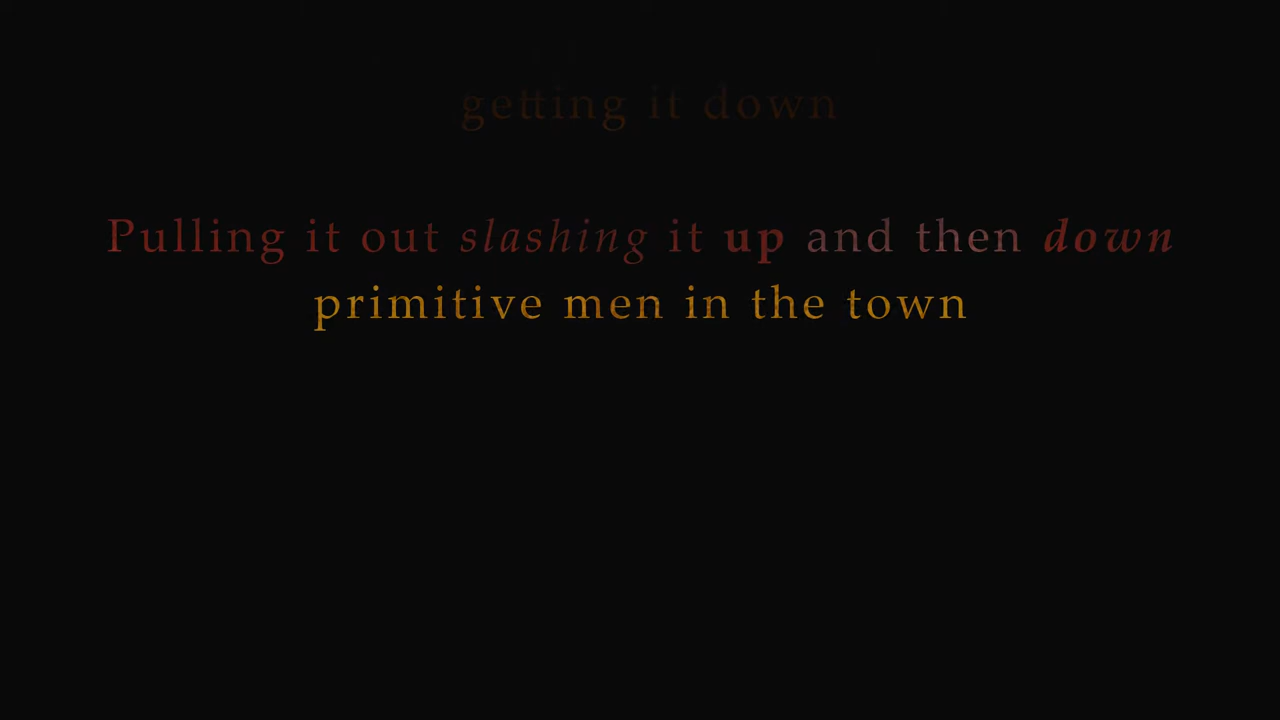 getting it down
Pulling it out slashing it up and then down
primitive men in the town